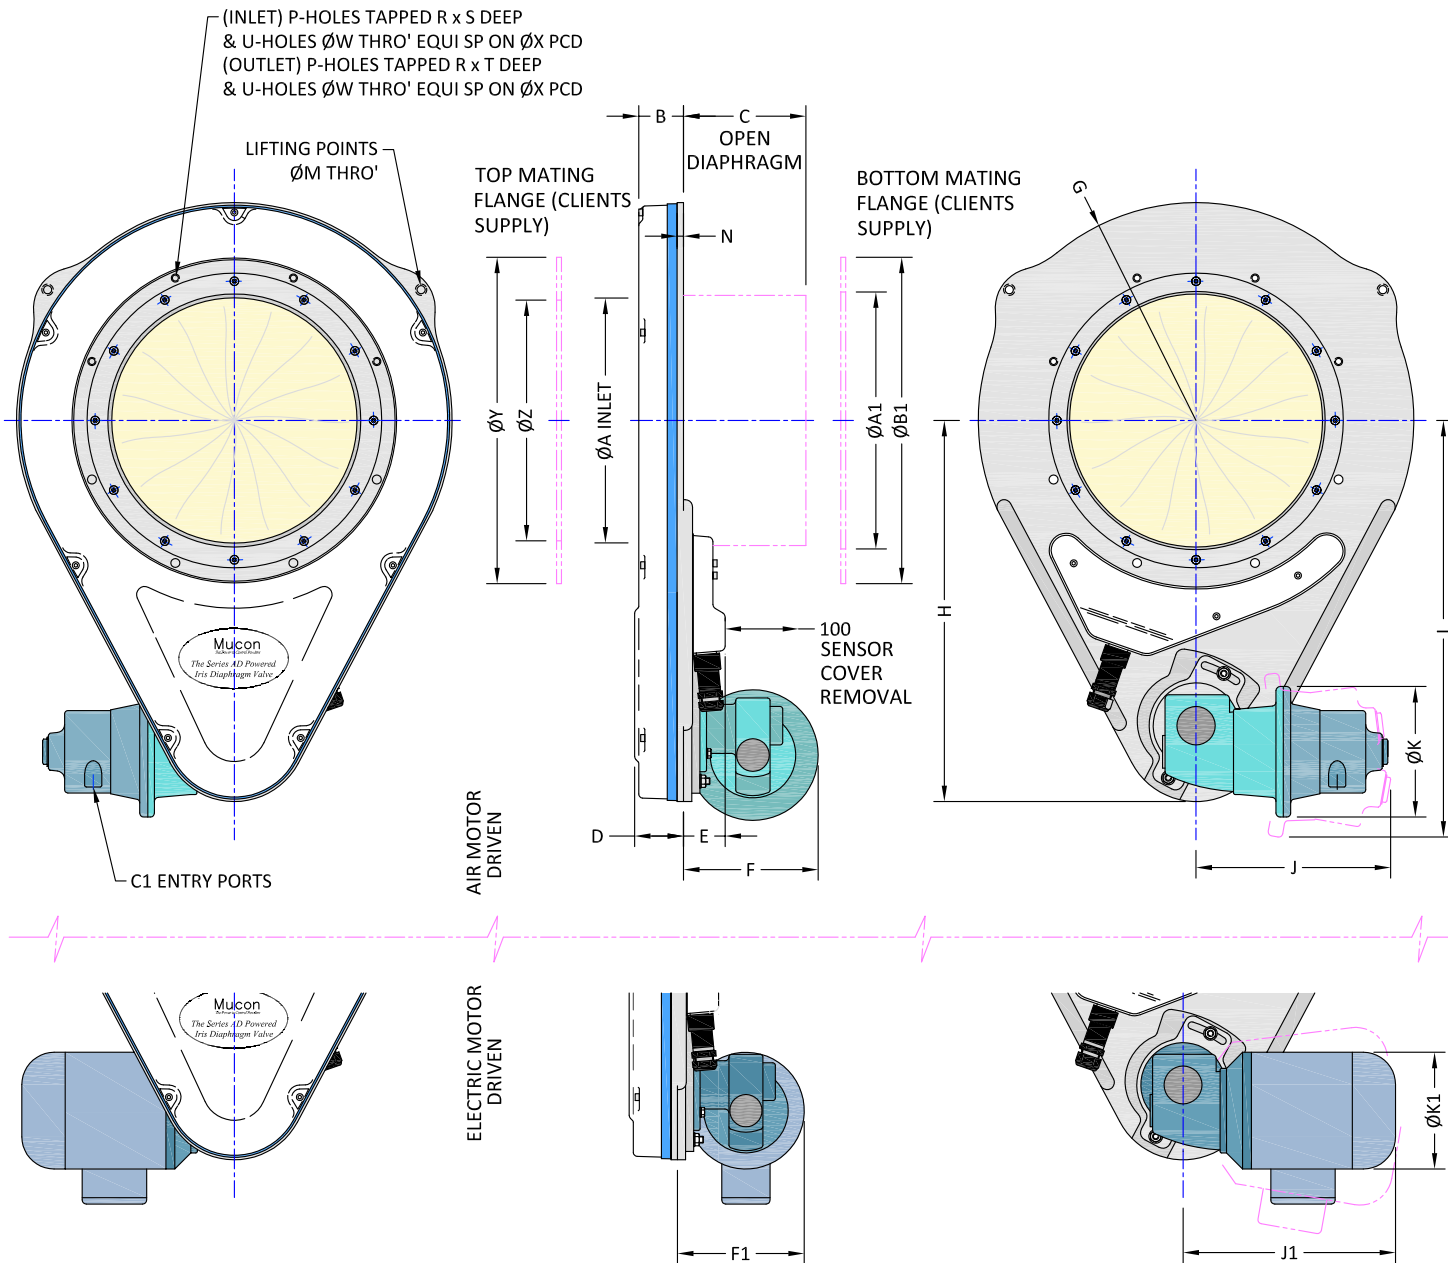 (INLET) P-HOLES TAPPED R x S DEEP
& U-HOLES ØW THRO' EQUI SP ON ØX PCD
(OUTLET) P-HOLES TAPPED R x T DEEP
& U-HOLES ØW THRO' EQUI SP ON ØX PCD
LIFTING POINTS
ØM THRO'
B
C
OPEN
DIAPHRAGM
TOP MATING
FLANGE (CLIENTS
SUPPLY)
BOTTOM MATING
FLANGE (CLIENTS
SUPPLY)
G
N
ØY
ØZ
ØA INLET
ØA1
ØB1
H
I
100
SENSOR
COVER
REMOVAL
Mucon
The Series AD Powered
Iris Diaphragm Valve
ØK
D
E
F
J
C1 ENTRY PORTS
AIR MOTOR
DRIVEN
ELECTRIC MOTOR
DRIVEN
Mucon
The Series AD Powered
Iris Diaphragm Valve
ØK1
F1
J1